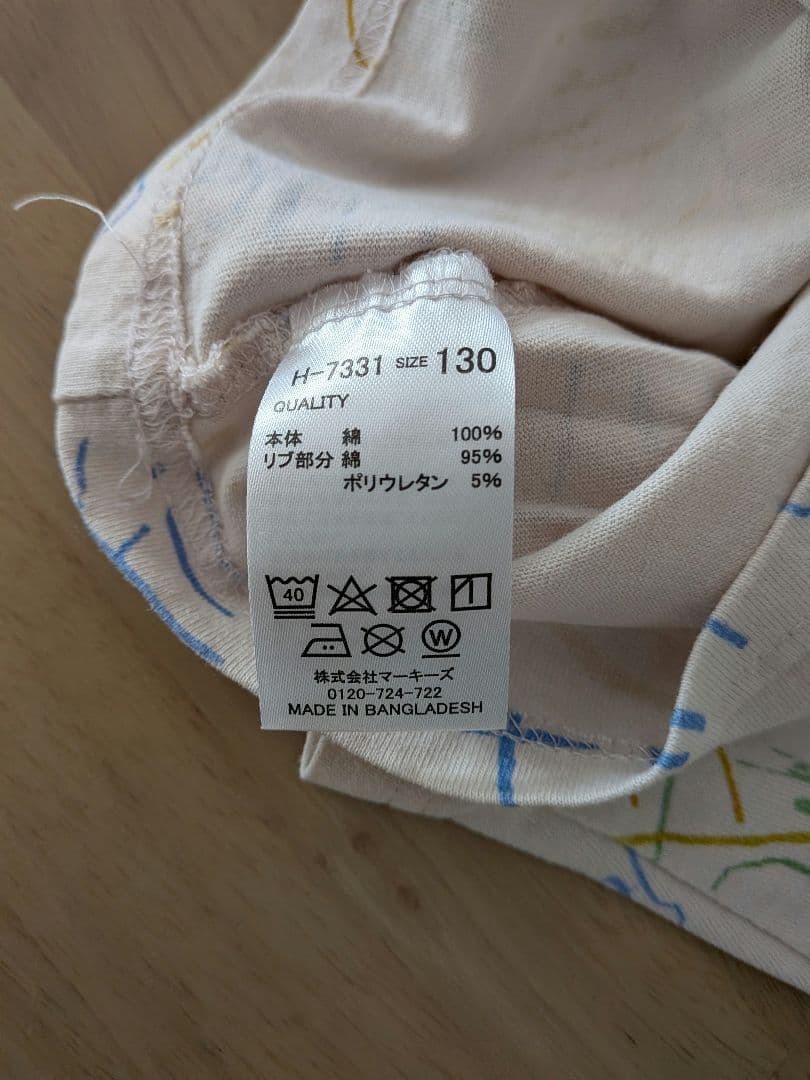 H-7331 SIZE 130
QUALITY
本体 綿 100%
リブ部分 綿 95%
ポリウレタン 5%
40
W
株式会社マーキーズ
0120-724-722
MADE IN BANGLADESH